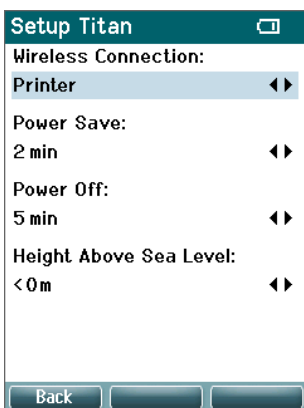 Setup Titan
Wireless Connection:
Printer
Power Save:
2 min
Power Off:
5 min
Height Above Sea Level:
<0m
Back